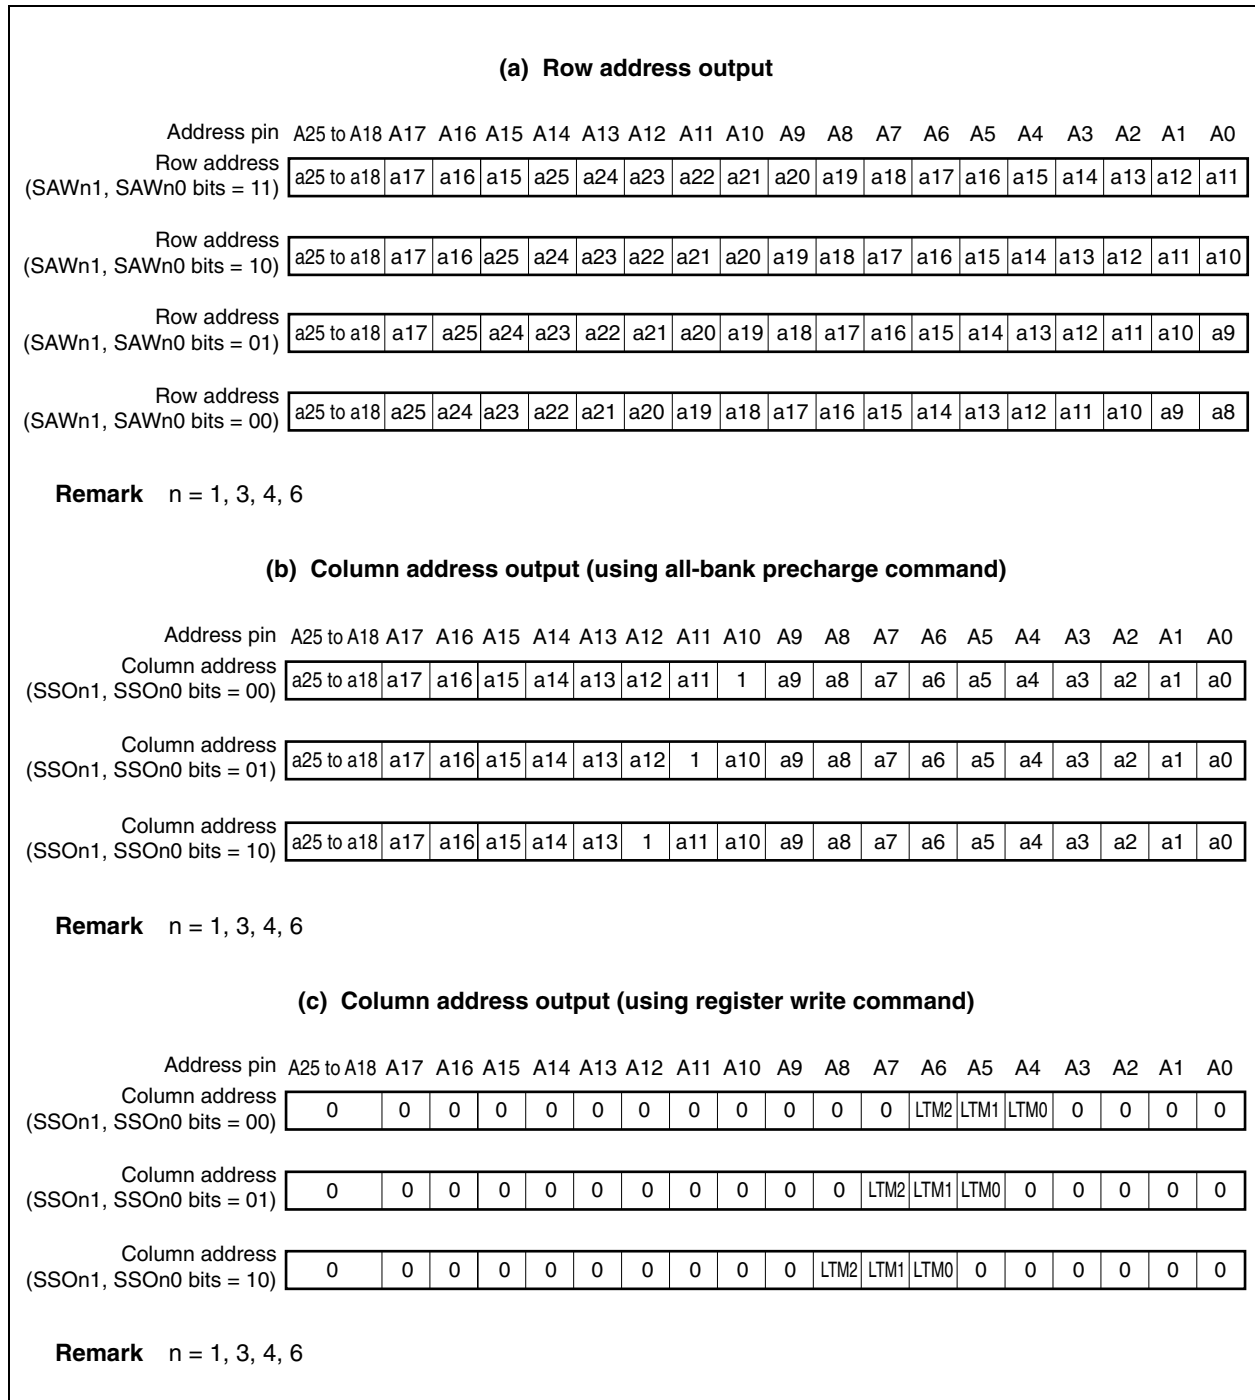 (a) Row address output
Address pin A25 to A18 A17 A16 A15 A14 A13 A12 A11 A10 A9 A8 A7 A6 A5 A4 A3 A2 A1 A0
Row address
(SAWn1, SAWn0 bits = 11) a25 to a18 a17 a16 a15 a25 a24 a23 a22 a21 a20 a19 a18 a17 a16 a15 a14 a13 a12 a11
Row address
(SAWn1, SAWn0 bits = 10) a25 to a18 a17 a16 a25 a24 a23 a22 a21 a20 a19 a18 a17 a16 a15 a14 a13 a12 a11 a10
Row address
(SAWn1, SAWn0 bits = 01) a25 to a18 a17 a25 a24 a23 a22 a21 a20 a19 a18 a17 a16 a15 a14 a13 a12 a11 a10 a9
Row address
(SAWn1, SAWn0 bits = 00) a25 to a18 a25 a24 a23 a22 a21 a20 a19 a18 a17 a16 a15 a14 a13 a12 a11 a10 a9 a8
Remark n = 1, 3, 4, 6
(b) Column address output (using all-bank precharge command)
Address pin A25 to A18 A17 A16 A15 A14 A13 A12 A11 A10 A9 A8 A7 A6 A5 A4 A3 A2 A1 A0
Column address
(SSOn1, SSOn0 bits = 00) a25 to a18 a17 a16 a15 a14 a13 a12 a11 1 a9 a8 a7 a6 a5 a4 a3 a2 a1 a0
Column address
(SSOn1, SSOn0 bits = 01) a25 to a18 a17 a16 a15 a14 a13 a12 1 a10 a9 a8 a7 a6 a5 a4 a3 a2 a1 a0
Column address
(SSOn1, SSOn0 bits = 10) a25 to a18 a17 a16 a15 a14 a13 1 a11 a10 a9 a8 a7 a6 a5 a4 a3 a2 a1 a0
Remark n = 1, 3, 4, 6
(c) Column address output (using register write command)
Address pin A25 to A18 A17 A16 A15 A14 A13 A12 A11 A10 A9 A8 A7 A6 A5 A4 A3 A2 A1 A0
Column address
(SSOn1, SSOn0 bits = 00) 0 0 0 0 0 0 0 0 0 0 0 0 LTM2 LTM1 LTM0 0 0 0 0
Column address
(SSOn1, SSOn0 bits = 01) 0 0 0 0 0 0 0 0 0 0 0 LTM2 LTM1 LTM0 0 0 0 0 0
Column address
(SSOn1, SSOn0 bits = 10) 0 0 0 0 0 0 0 0 0 0 LTM2 LTM1 LTM0 0 0 0 0 0 0
Remark n = 1, 3, 4, 6